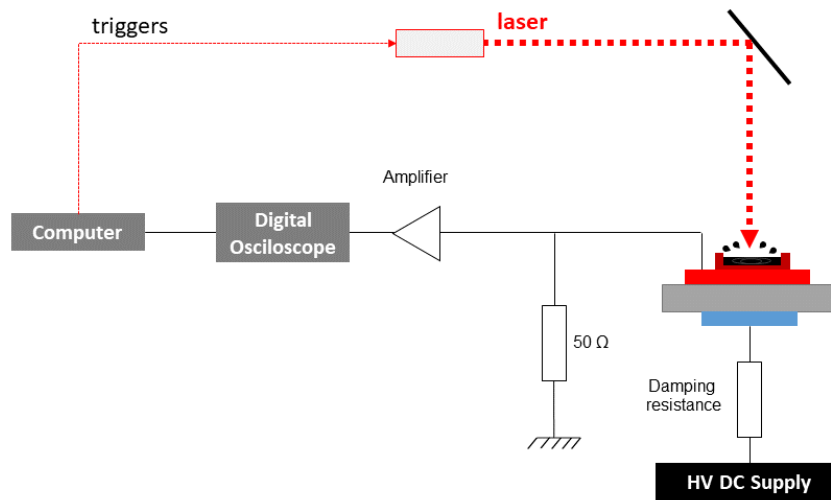 triggers
laser
Amplifier
Computer
Digital
Osciloscope
50 Ω
Damping
resistance
HV DC Supply